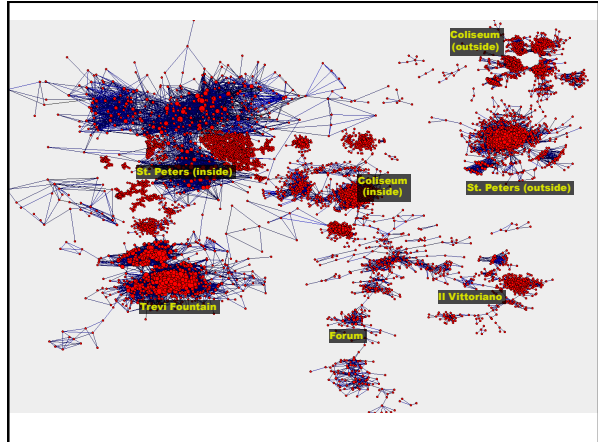 Coliseum
(outside)
St. Peters (inside)
Coliseum
(inside)
St. Peters (outside)
Trevi Fountain
Il Vittoriano
Forum